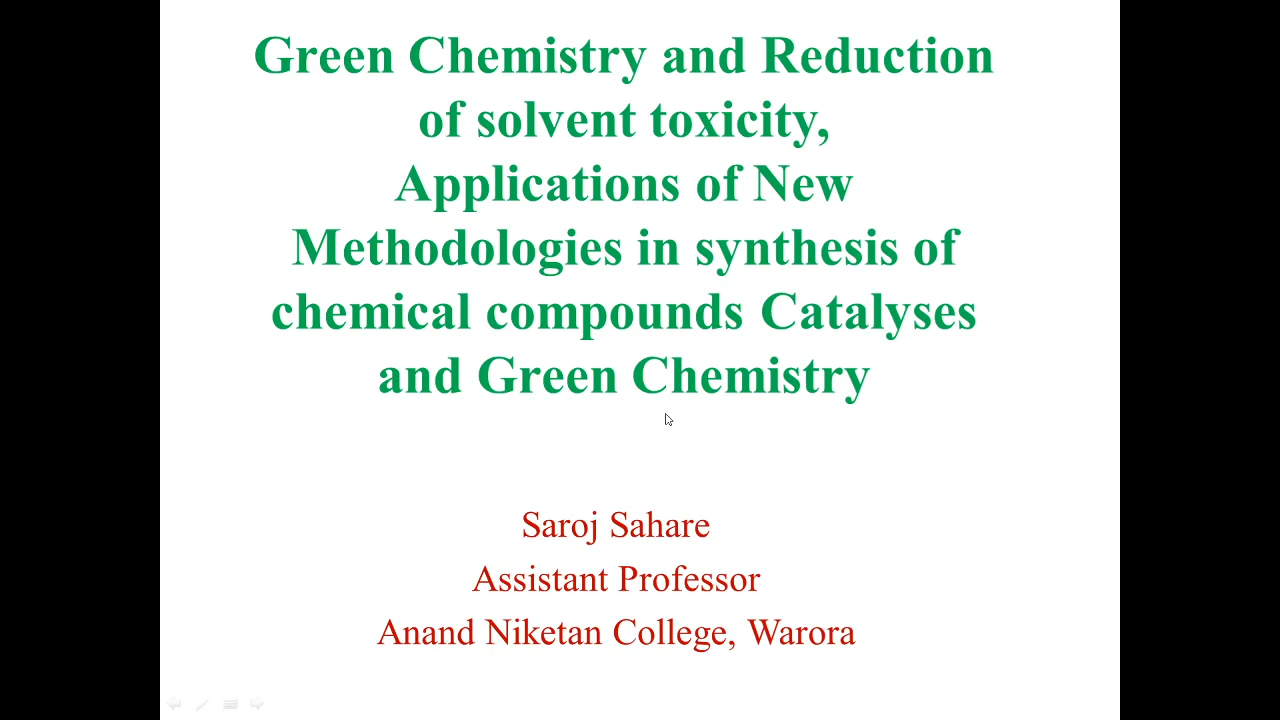 Green Chemistry and Reduction
of solvent toxicity,
Applications of New
Methodologies in synthesis of
chemical compounds Catalyses
and Green Chemistry
Saroj Sahare
Assistant Professor
Anand Niketan College, Warora